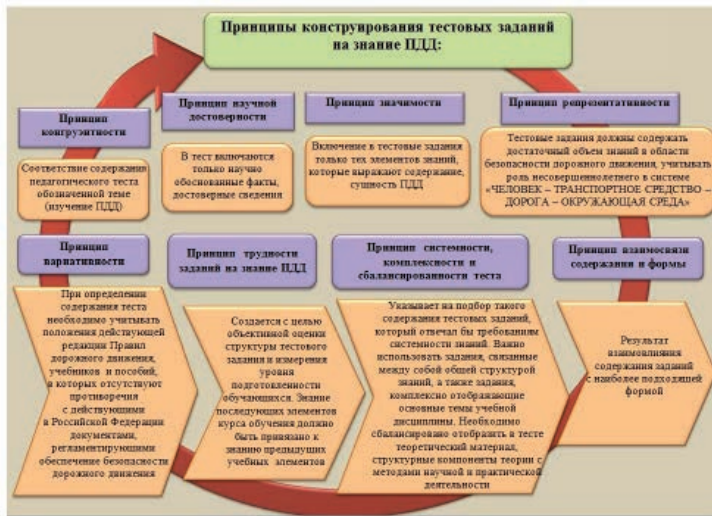 Принципы конструирования тестовых заданий
на знание ПДД:
Принцип
конгруэнтности
Соответствие содержания
педагогического теста
обозначенной теме
(изучение ПДД)
Принцип научной
достоверности
В тест включаются
только научно
обоснованные факты,
достоверные сведения
Принцип значимости
Включение в тестовые задания
только тех элементов знаний,
которые выражают содержание,
сущность ПДД
Принцип репрезентативности
Тестовые задания должны содержать
достаточный объем знаний в области
безопасности дорожного движения, учитывать
роль несовершеннолетнего в системе
«ЧЕЛОВЕК – ТРАНСПОРТНОЕ СРЕДСТВО –
ДОРОГА – ОКРУЖАЮЩАЯ СРЕДА»
Принцип
вариативности
При определении
содержания теста
необходимо учитывать
положения действующей
редакции Правил
дорожного движения,
учебников и пособий,
в которых отсутствуют
противоречия
с действующими
в Российской Федерации
документами,
регламентирующими
обеспечение безопасности
дорожного движения
Принцип трудности
заданий на знание ПДД
Создается с целью
объективной оценки
структуры тестового
задания и измерения
уровня
подготовленности
обучающихся. Знание
последующих элементов
курса обучения должно
быть привязано к
знанию предыдущих
учебных элементов
Принцип системности,
комплексности и
сбалансированности теста
Указывает на подбор такого
содержания тестовых заданий,
который отвечал бы требованиям
системности знаний. Важно
использовать задания, связанные
между собой общей структурой
знаний, а также задания,
комплексно отображающие
основные темы учебной
дисциплины. Необходимо
сбалансировано отобразить в тесте
теоретический материал,
структурные компоненты теории с
методами научной и практической
деятельности
Принцип взаимосвязи
содержания и формы
Результат
взаимовлияния
содержания заданий
с наиболее подходящей
формой